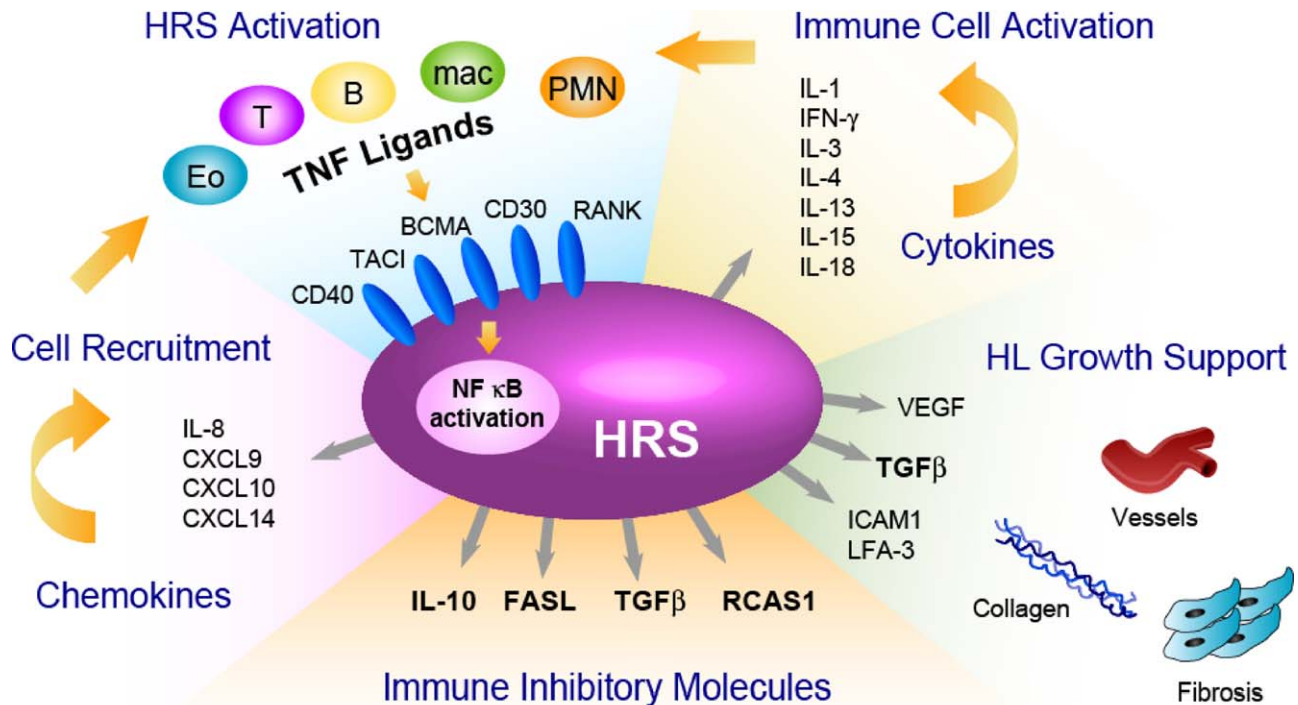 HRS Activation
Immune Cell Activation
Eo
T
B
mac
PMN
TNF Ligands
CD40
TACI
BCMA
CD30
RANK
NF κB
activation
HRS
IL-1
IFN-γ
IL-3
IL-4
IL-13
IL-15
IL-18
Cytokines
Cell Recruitment
IL-8
CXCL9
CXCL10
CXCL14
Chemokines
HL Growth Support
VEGF
TGFβ
ICAM1
LFA-3
Vessels
Collagen
Fibrosis
IL-10 FASL TGFβ RCAS1
Immune Inhibitory Molecules